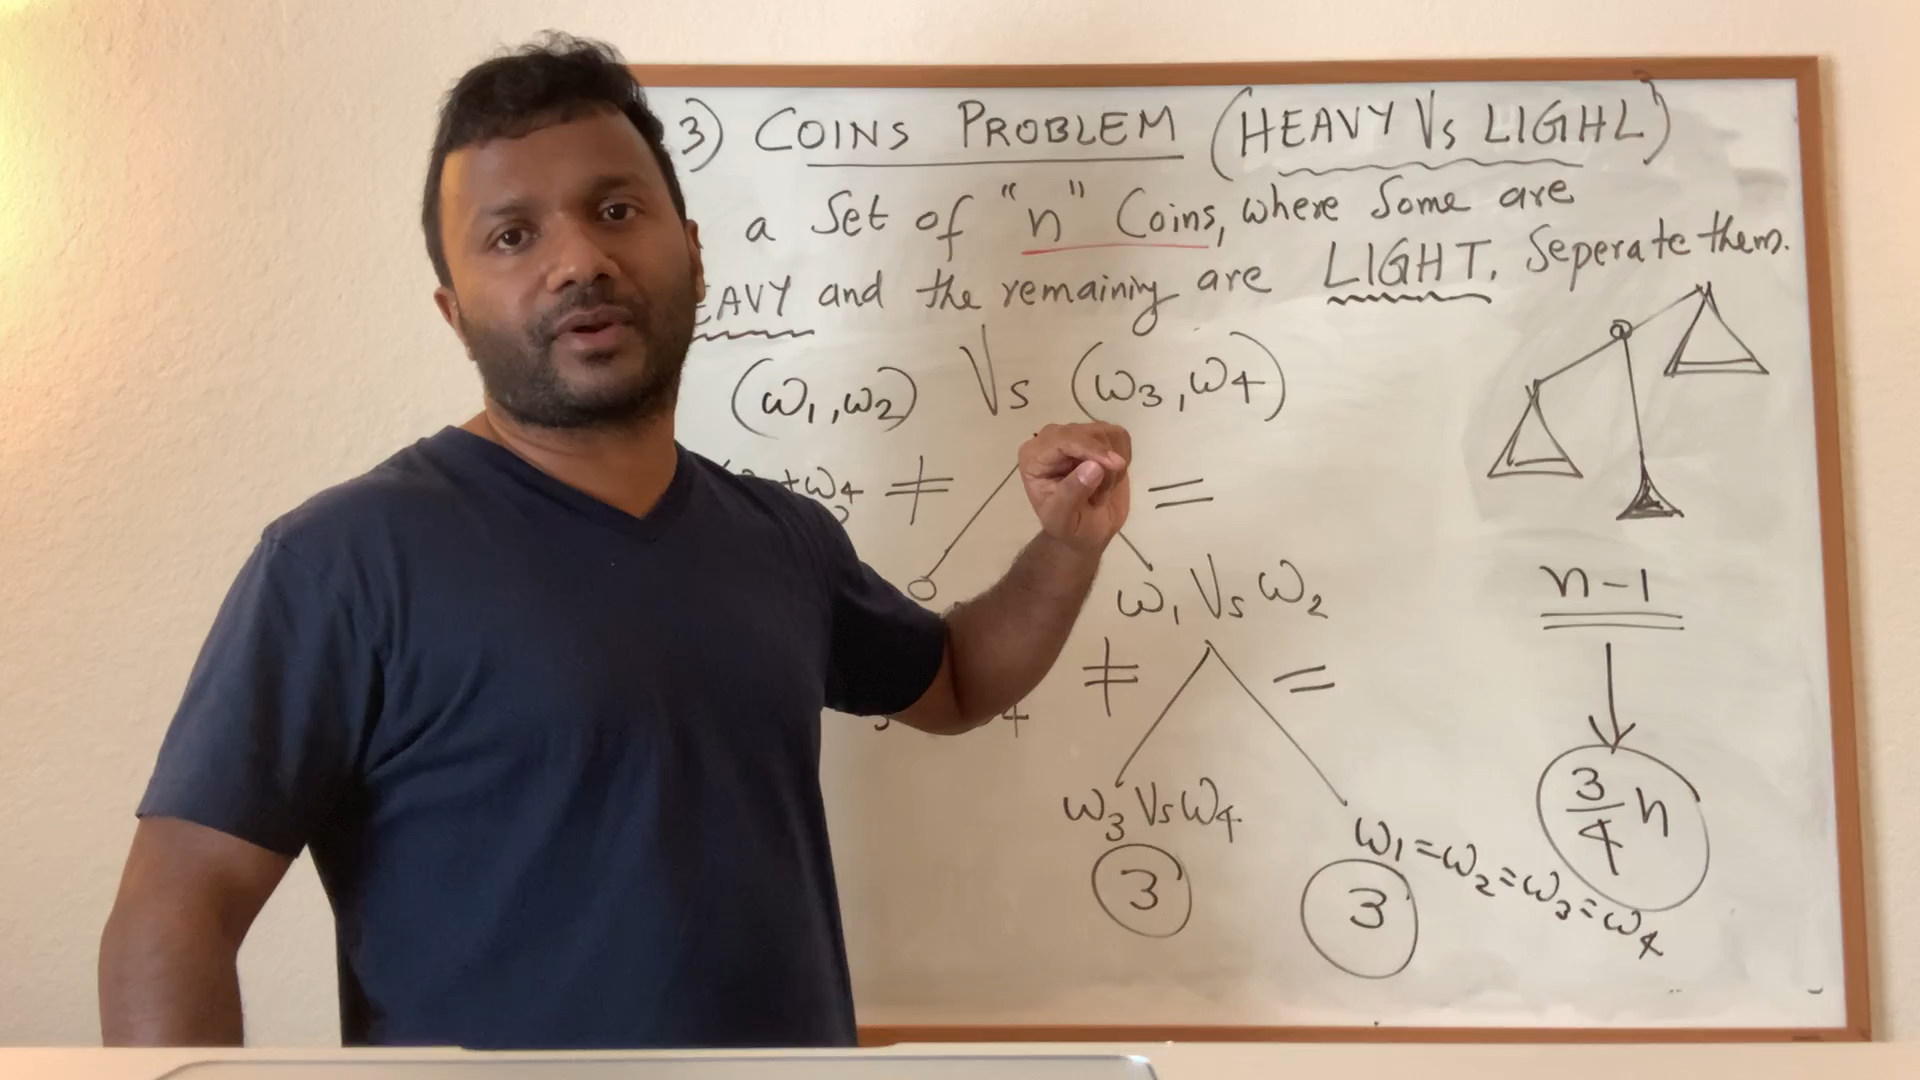 3) COINS PROBLEM (HEAVY Vs LIGHL)
a Set of "n" Coins, where Some are
EAVY and the remaining are LIGHT. Seperate them.
(ω1, ω2) Vs (ω3, ω4)
+ω4 ≠ =
ω1 Vs ω2
n-1
≠ =
3/4 n
ω3 Vs ω4
ω1=ω2=ω3=ω4
3 3